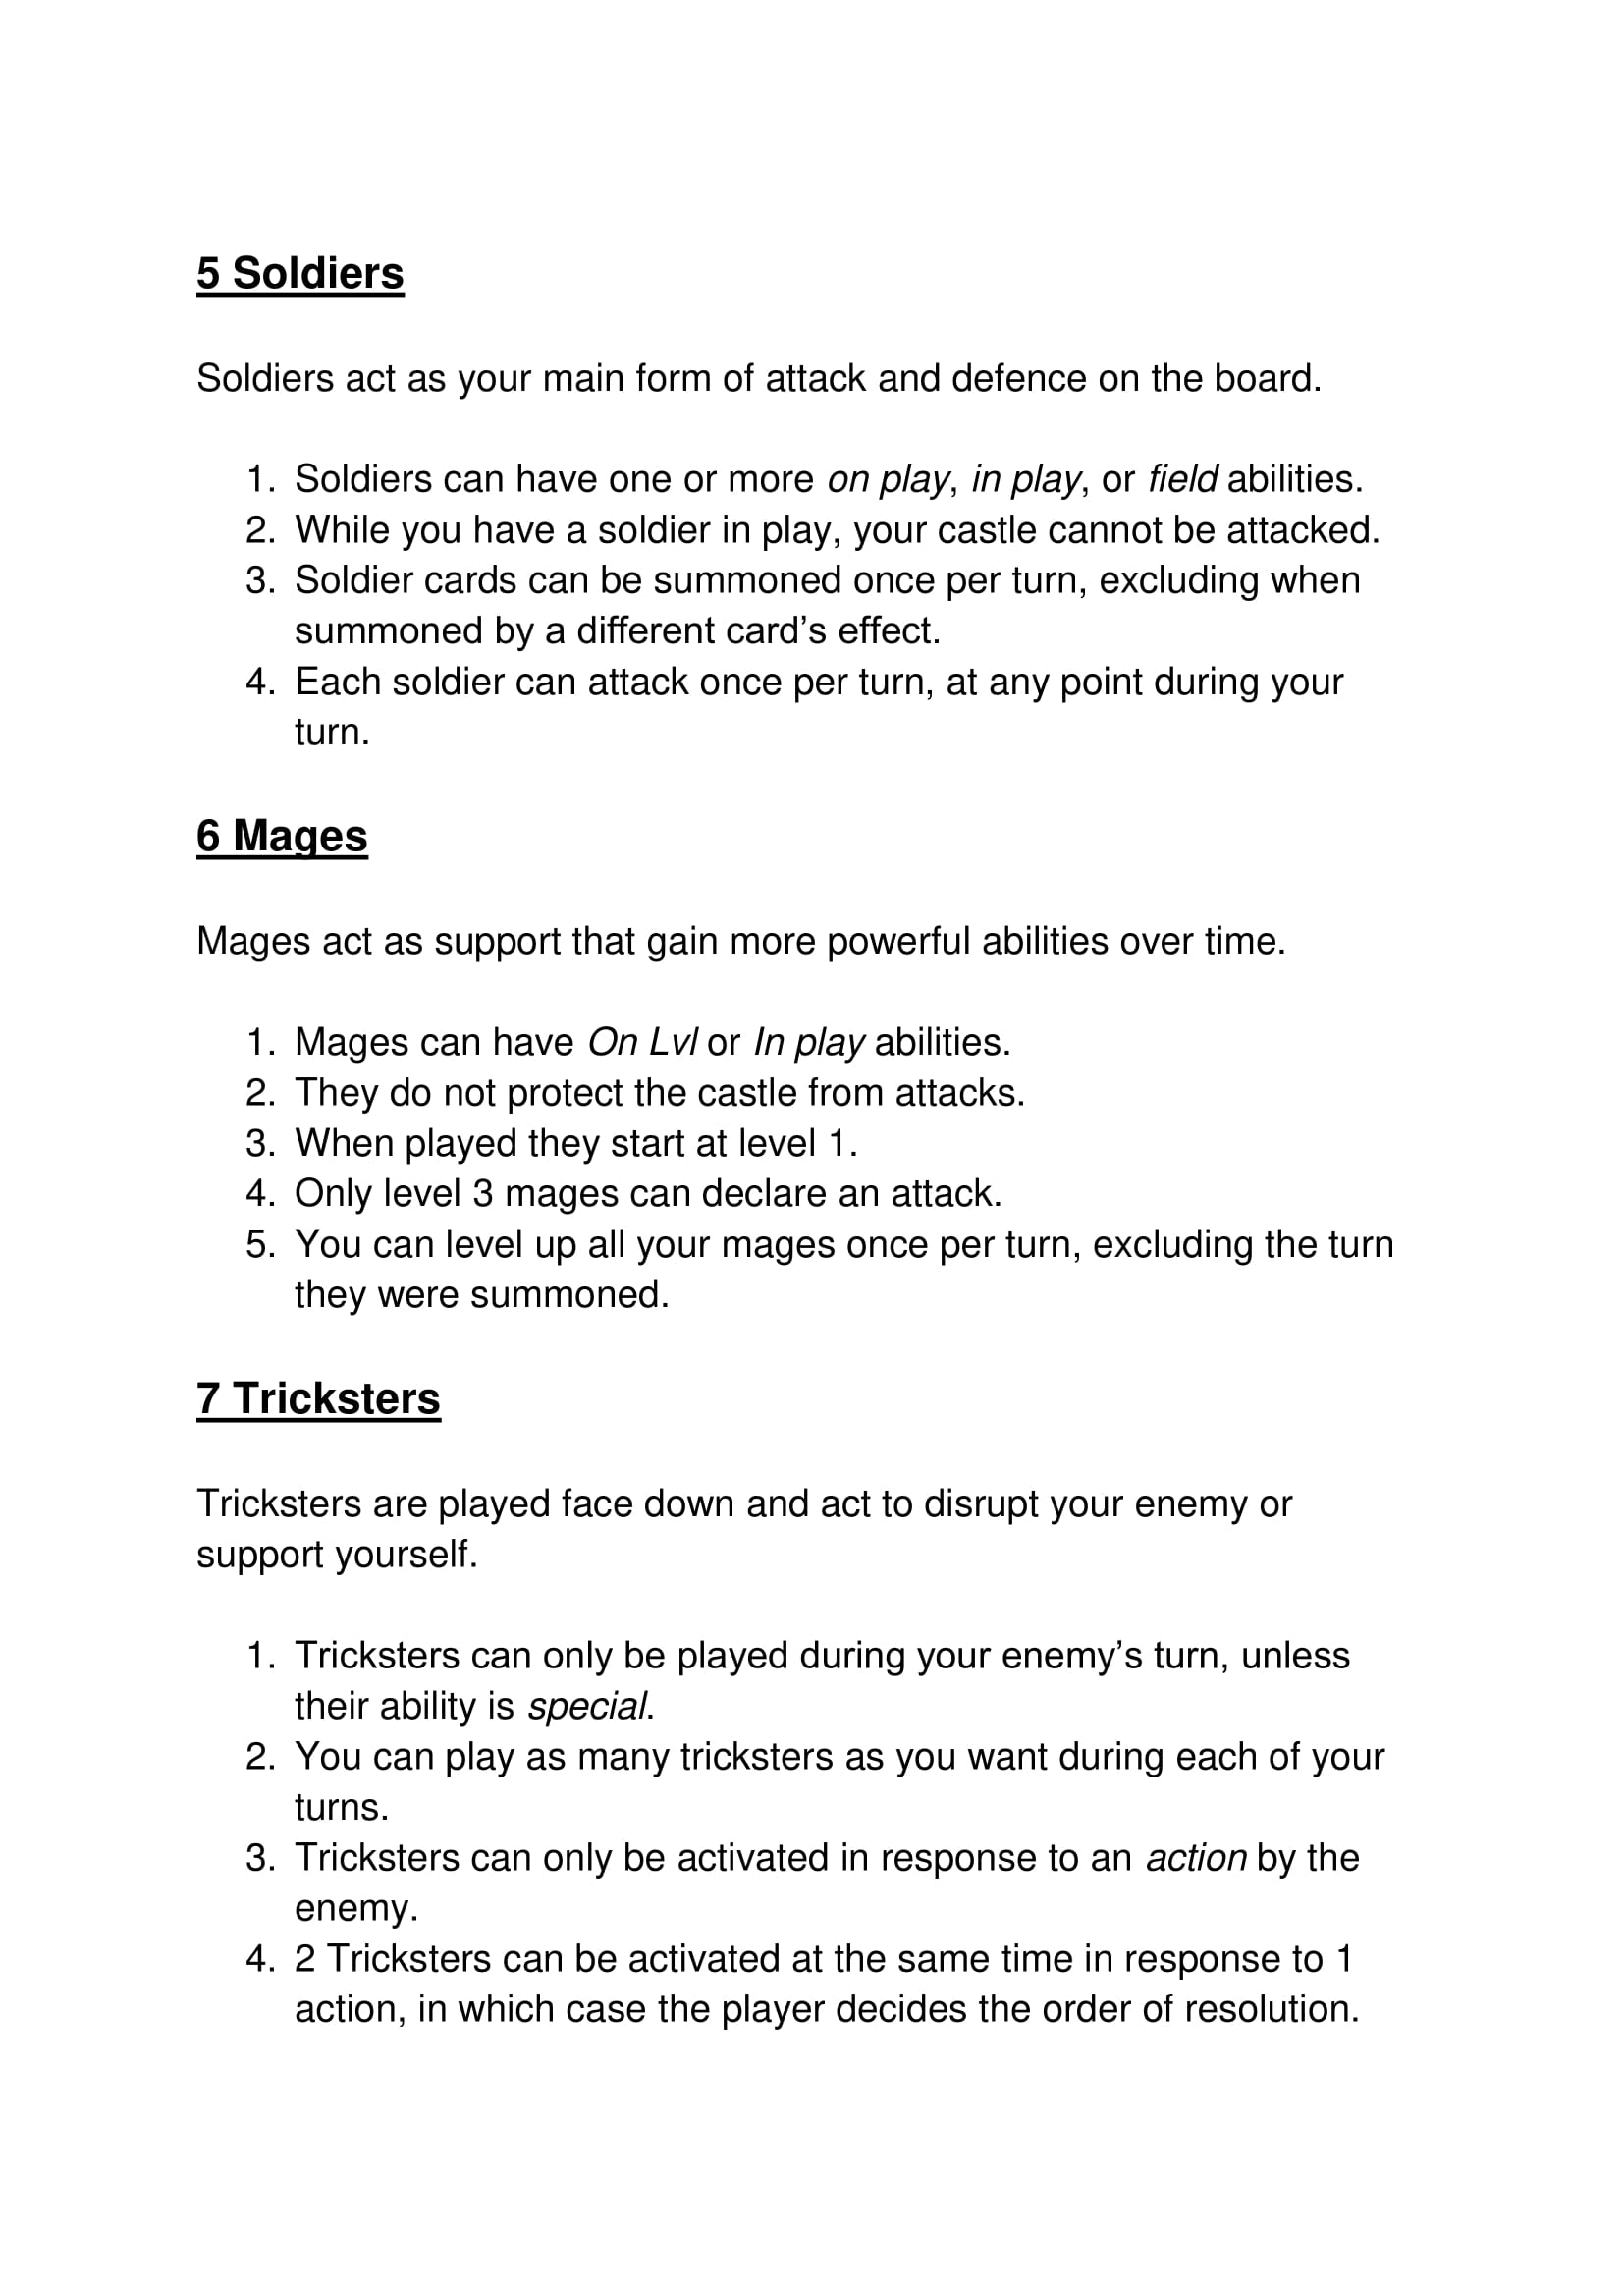 5 Soldiers
Soldiers act as your main form of attack and defence on the board.
1. Soldiers can have one or more on play, in play, or field abilities.
2. While you have a soldier in play, your castle cannot be attacked.
3. Soldier cards can be summoned once per turn, excluding when
summoned by a different card’s effect.
4. Each soldier can attack once per turn, at any point during your
turn.
6 Mages
Mages act as support that gain more powerful abilities over time.
1. Mages can have On Lvl or In play abilities.
2. They do not protect the castle from attacks.
3. When played they start at level 1.
4. Only level 3 mages can declare an attack.
5. You can level up all your mages once per turn, excluding the turn
they were summoned.
7 Tricksters
Tricksters are played face down and act to disrupt your enemy or
support yourself.
1. Tricksters can only be played during your enemy’s turn, unless
their ability is special.
2. You can play as many tricksters as you want during each of your
turns.
3. Tricksters can only be activated in response to an action by the
enemy.
4. 2 Tricksters can be activated at the same time in response to 1
action, in which case the player decides the order of resolution.